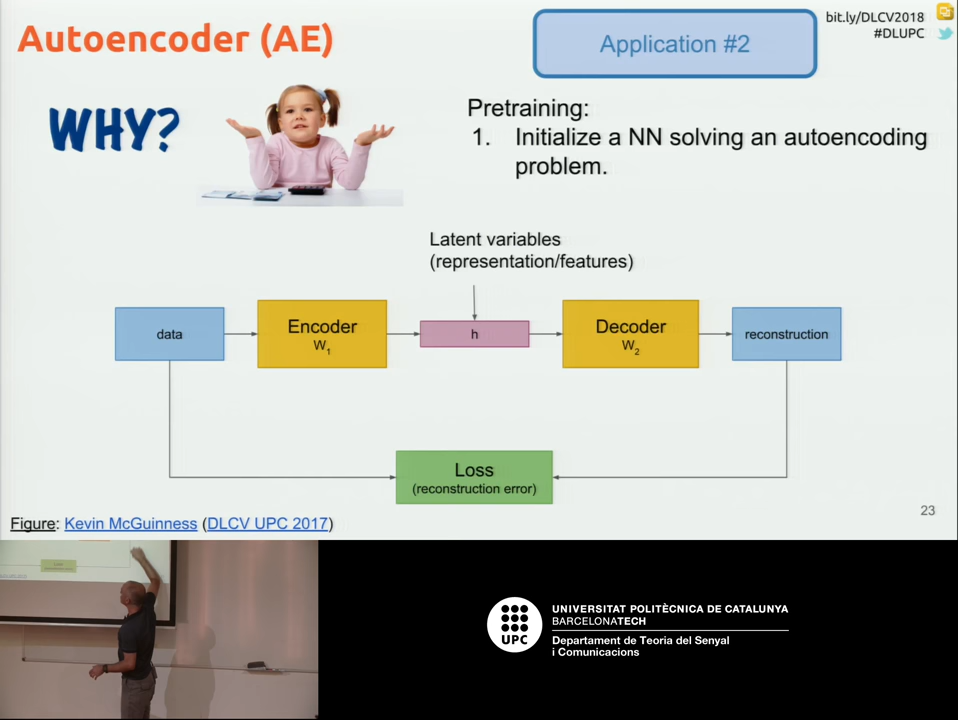 Autoencoder (AE)
Application #2
bit.ly/DLCV2018
#DLUPC
WHY?
Pretraining:
1. Initialize a NN solving an autoencoding
problem.
Latent variables
(representation/features)
data
Encoder
W1
h
Decoder
W2
reconstruction
Loss
(reconstruction error)
23
Figure: Kevin McGuinness (DLCV UPC 2017)
UPC
UNIVERSITAT POLITÈCNICA DE CATALUNYA
BARCELONATECH
Departament de Teoria del Senyal
i Comunicacions